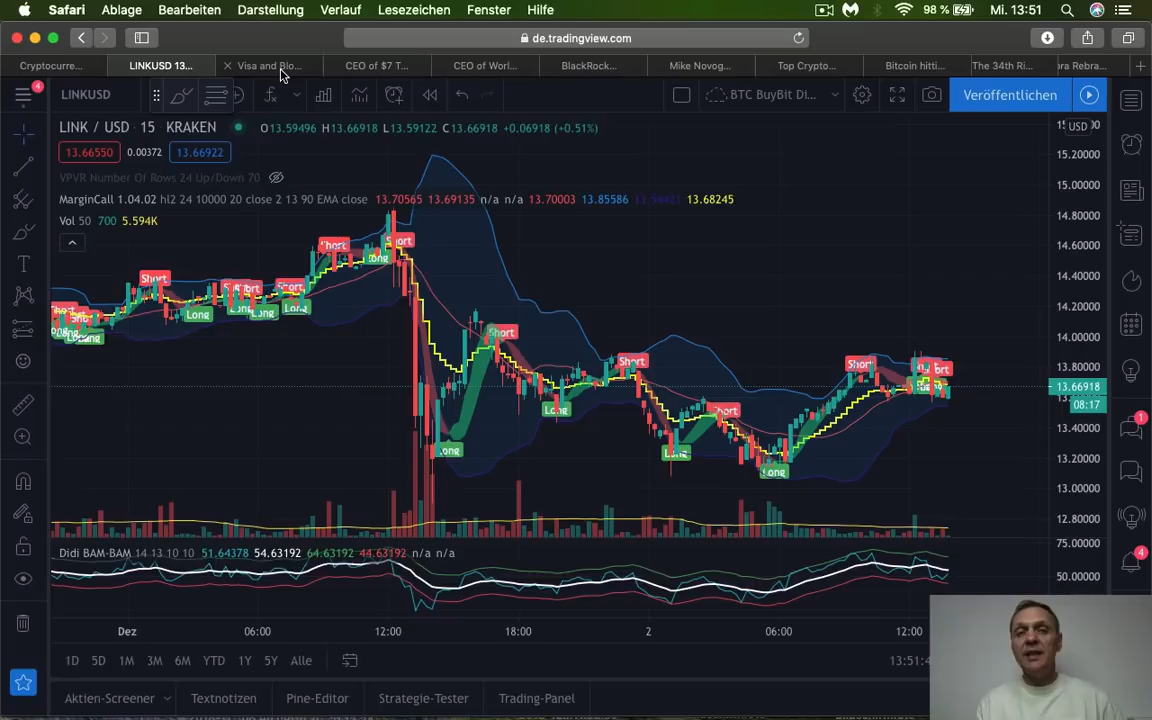 Safari Ablage Bearbeiten Darstellung Verlauf Lesezeichen Fenster Hilfe 98 % Mi. 13:51
de.tradingview.com
Cryptocurre... LINKUSD 13... Visa and Blo... CEO of $7 T... CEO of Worl... BlackRock... Mike Novog... Top Crypto... Bitcoin hitti... The 34th Ri... ora Rebra...
4 LINKUSD BTC BuyBit Di... Veröffentlichen
LINK / USD · 15 · KRAKEN O13.59496 H13.66918 L13.59122 C13.66918 +0.06918 (+0.51%) USD
13.66550 0.00372 13.66922
15.20000
VPVR Number Of Rows 24 Up/Down 70
15.00000
MarginCall 1.04.02 hl2 24 10000 20 close 2 13 90 EMA close 13.70565 13.69135 n/a n/a 13.70003 13.85586 13.68245
Vol 50 700 5.594K
14.80000
Short Short
14.60000
Long
Short Short
14.40000
Long Long Long Long
14.20000
Short
14.00000
Short Short
13.80000
13.66918
08:17
Long Short
13.40000
Long Long
13.20000
Long
13.00000
12.80000
Didi BAM-BAM 14 13 10 10 51.64378 54.63192 64.63192 44.63192 n/a n/a
75.00000
50.00000
1
4
Dez 06:00 12:00 18:00 2 06:00 12:00
1D 5D 1M 3M 6M YTD 1Y 5Y Alle 13:51:4
Aktien-Screener Textnotizen Pine-Editor Strategie-Tester Trading-Panel